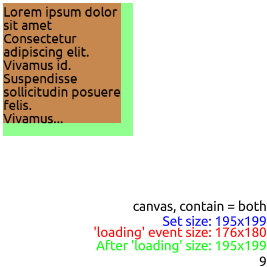 Lorem ipsum dolor
sit amet
Consectetur
adipiscing elit.
Vivamus id.
Suspendisse
sollicitudin posuere
felis.
Vivamus...
canvas, contain = both
Set size: 195x199
'loading' event size: 176x180
After 'loading' size: 195x199
9